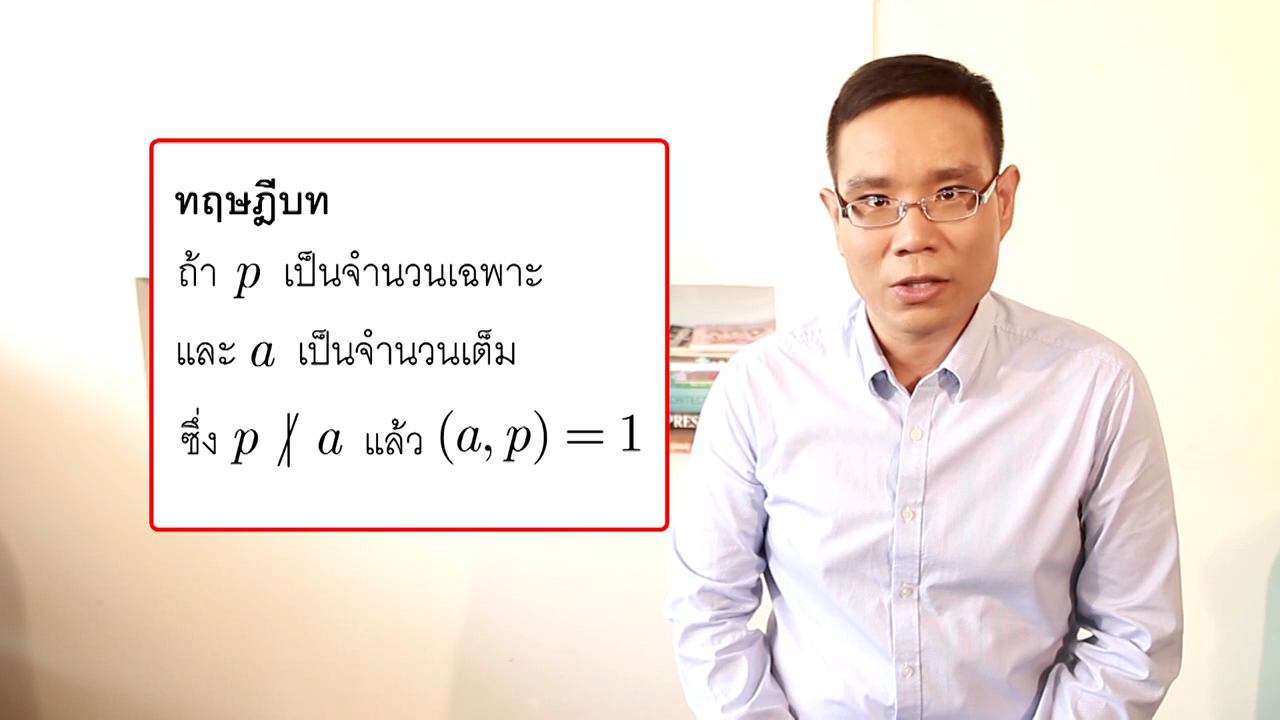 ทฤษฎีบท
ถ้า p เป็นจำนวนเฉพาะ
และ a เป็นจำนวนเต็ม
ซึ่ง p ∤ a แล้ว (a, p) = 1
PRES